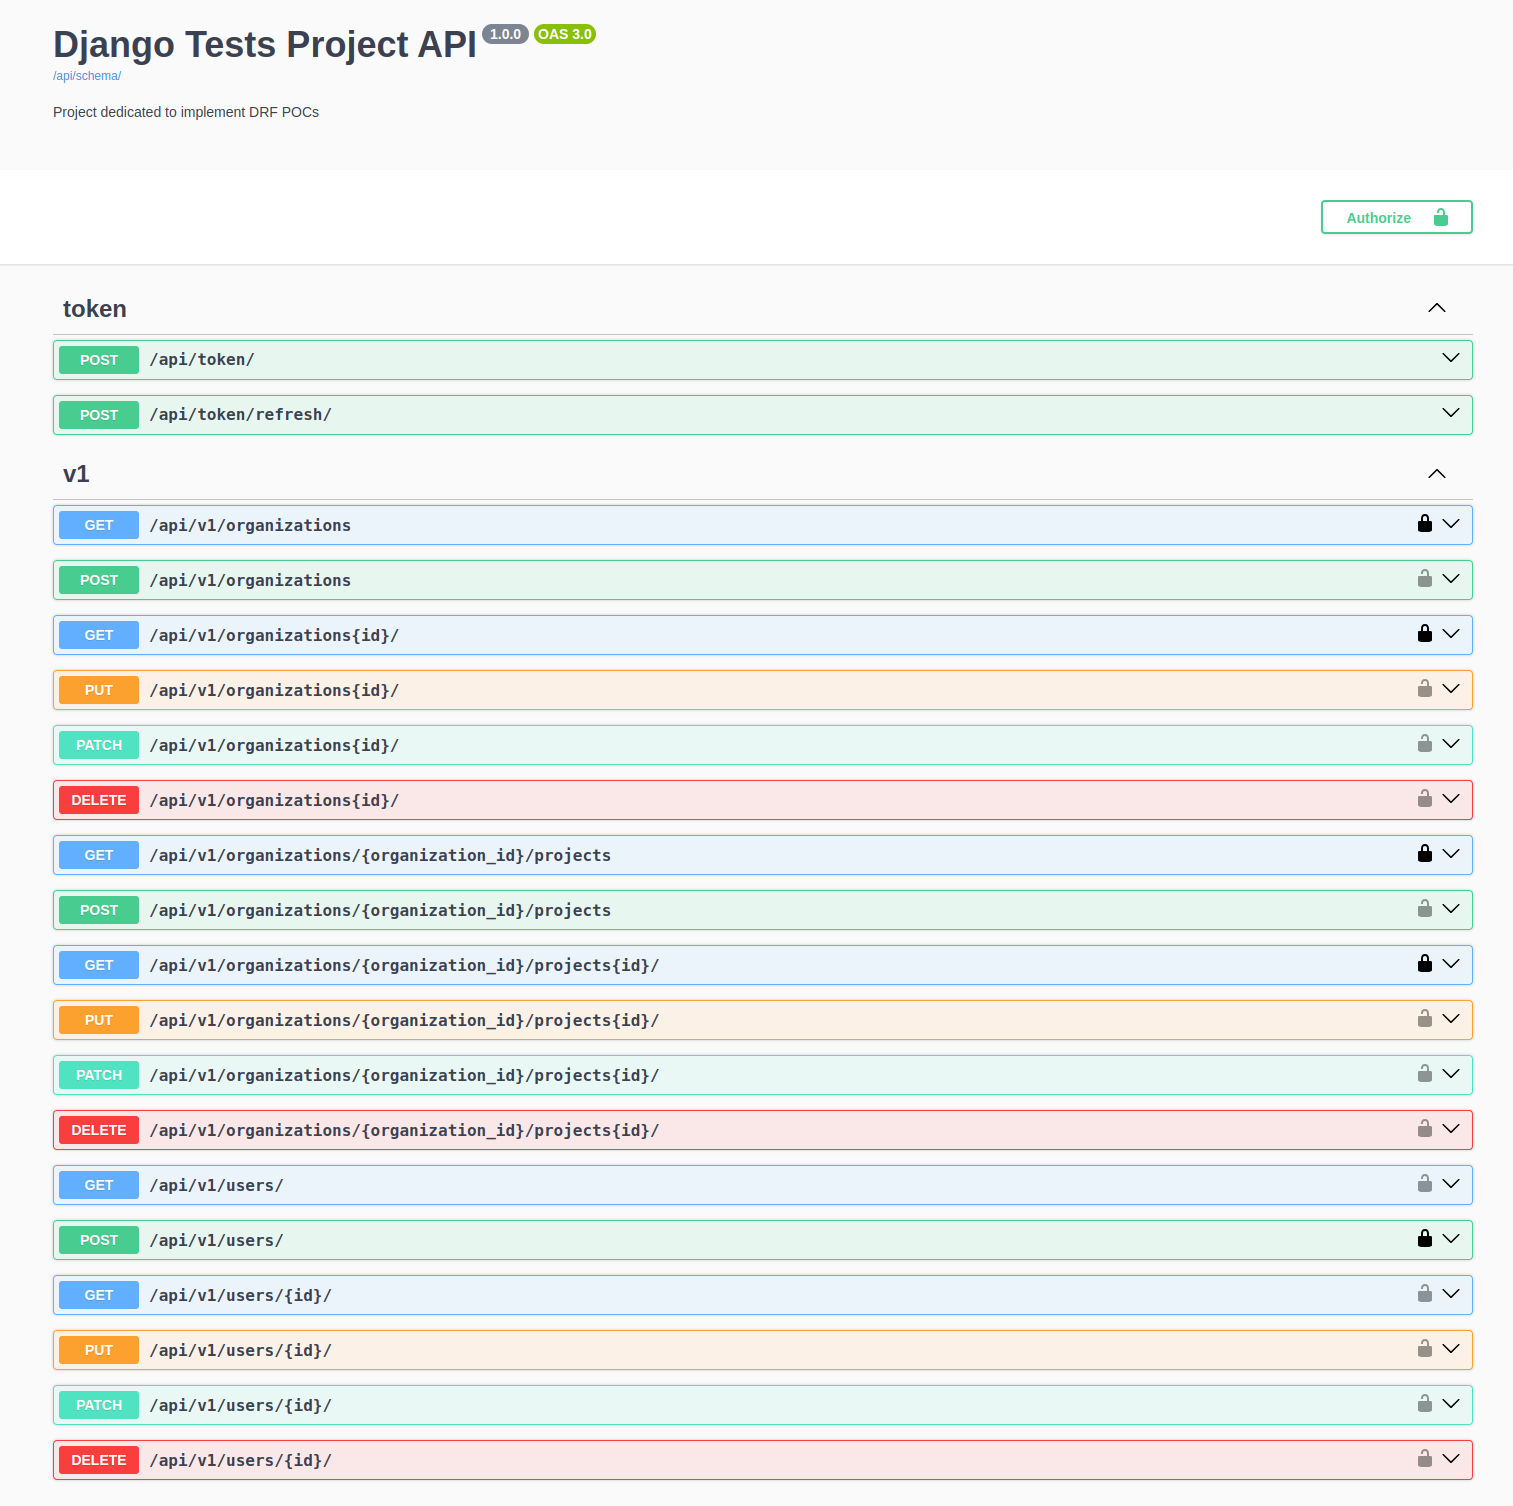 Django Tests Project API 1.0.0 OAS 3.0
/api/schema/
Project dedicated to implement DRF POCs
Authorize
token
POST /api/token/
POST /api/token/refresh/
v1
GET /api/v1/organizations
POST /api/v1/organizations
GET /api/v1/organizations{id}/
PUT /api/v1/organizations{id}/
PATCH /api/v1/organizations{id}/
DELETE /api/v1/organizations{id}/
GET /api/v1/organizations/{organization_id}/projects
POST /api/v1/organizations/{organization_id}/projects
GET /api/v1/organizations/{organization_id}/projects{id}/
PUT /api/v1/organizations/{organization_id}/projects{id}/
PATCH /api/v1/organizations/{organization_id}/projects{id}/
DELETE /api/v1/organizations/{organization_id}/projects{id}/
GET /api/v1/users/
POST /api/v1/users/
GET /api/v1/users/{id}/
PUT /api/v1/users/{id}/
PATCH /api/v1/users/{id}/
DELETE /api/v1/users/{id}/